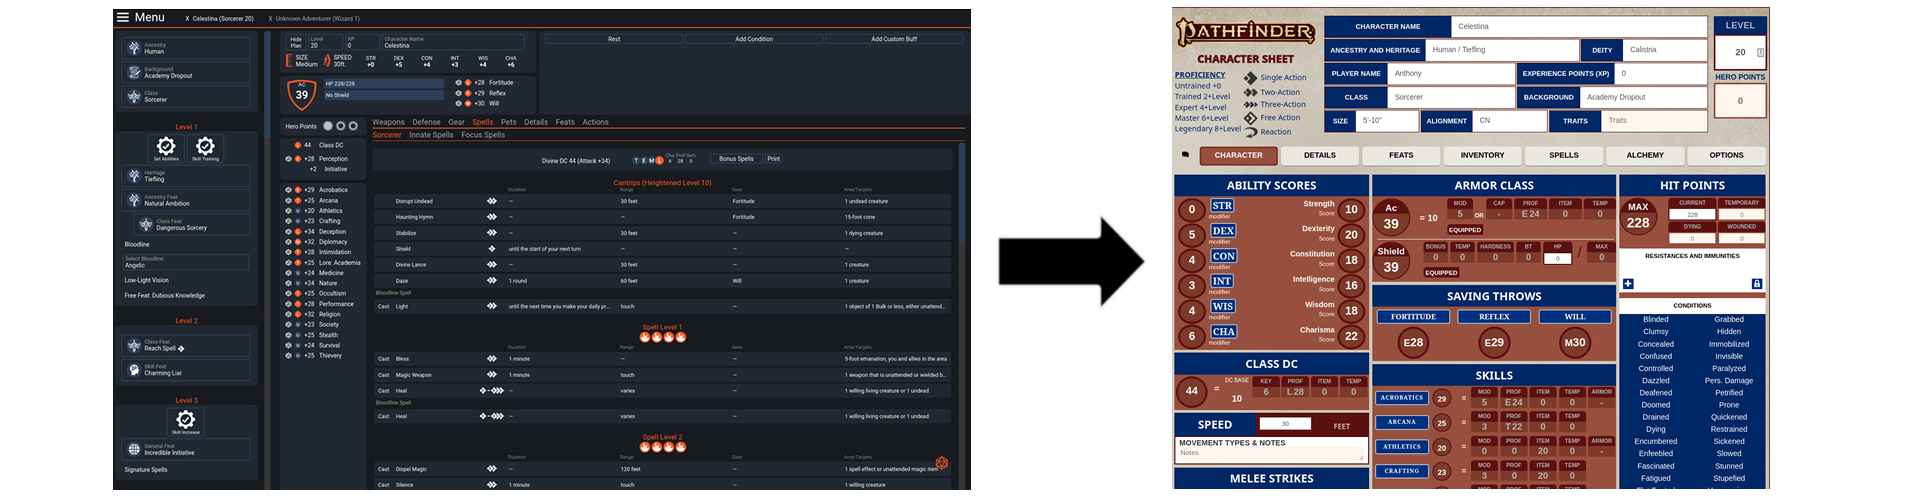 Menu
X Celestina (Sorcerer 20)
X Unknown Adventurer (Wizard 1)
Ancestry
Human
Background
Academy Dropout
Class
Sorcerer
Level 1
Set Abilities
Skill Training
Heritage
Tiefling
Ancestry Feat
Natural Ambition
Class Feat
Dangerous Sorcery
Bloodline
Select Bloodline
Angelic
Low-Light Vision
Free Feat: Dubious Knowledge
Level 2
Class Feat
Reach Spell
Skill Feat
Charming Liar
Level 3
Skill Increase
General Feat
Incredible Initiative
Signature Spells
Hide Plan
Level
20
XP
0
Character Name
Celestina
SIZE
Medium
SPEED
30ft.
STR
+0
DEX
+5
CON
+4
INT
+3
WIS
+4
CHA
+6
AC
39
HP 228/228
No Shield
E +28 Fortitude
E +29 Reflex
M +30 Will
Hero Points
L 44 Class DC
E +28 Perception
+2 Initiative
E +29 Acrobatics
T +25 Arcana
U +20 Athletics
U +23 Crafting
L +34 Deception
M +32 Diplomacy
T +28 Intimidation
T +25 Lore: Academia
U +24 Medicine
U +24 Nature
T +25 Occultism
T +28 Performance
L +32 Religion
U +23 Society
U +25 Stealth
U +24 Survival
U +25 Thievery
Rest
Add Condition
Add Custom Buff
Weapons Defense Gear Spells Pets Details Feats Actions
Sorcerer Innate Spells Focus Spells
Divine DC 44 (Attack +34)
T E M L
Cha Prof Item
6 28 0
Bonus Spells
Print
Cantrips (Heightened Level 10)
Duration Range Save Area/Targets
Disrupt Undead – 30 feet Fortitude 1 undead creature
Haunting Hymn – – Fortitude 15-foot cone
Stabilize – 30 feet – 1 dying creature
Shield until the start of your next turn – – –
Divine Lance – 30 feet – 1 creature
Daze 1 round 60 feet Will 1 creature
Bloodline Spell
Cast Light until the next time you make your daily pr... touch – 1 object of 1 Bulk or less, either unattend...
Spell Level 1
Duration Range Save Area/Targets
Cast Bless 1 minute – – 5-foot emanation, you and allies in the area
Cast Magic Weapon 1 minute touch – 1 weapon that is unattended or wielded b...
Cast Heal – varies – 1 willing living creature or 1 undead
Bloodline Spell
Cast Heal – varies – 1 willing living creature or 1 undead
Spell Level 2
Duration Range Save Area/Targets
Cast Dispel Magic – 120 feet – 1 spell effect or unattended magic item
Cast Silence 1 minute touch – 1 willing creature
PATHFINDER
CHARACTER SHEET
PROFICIENCY
Untrained +0
Trained 2+Level
Expert 4+Level
Master 6+Level
Legendary 8+Level
Single Action
Two-Action
Three-Action
Free Action
Reaction
CHARACTER NAME Celestina
ANCESTRY AND HERITAGE Human / Tiefling DEITY Calistria
PLAYER NAME Anthony EXPERIENCE POINTS (XP) 0
CLASS Sorcerer BACKGROUND Academy Dropout
SIZE 5'-10" ALIGNMENT CN TRAITS Traits
LEVEL
20
HERO POINTS
0
CHARACTER DETAILS FEATS INVENTORY SPELLS ALCHEMY OPTIONS
ABILITY SCORES
0 STR modifier Strength Score 10
5 DEX modifier Dexterity Score 20
4 CON modifier Constitution Score 18
3 INT modifier Intelligence Score 16
4 WIS modifier Wisdom Score 18
6 CHA modifier Charisma Score 22
CLASS DC
44 = DC BASE 10
KEY PROF ITEM TEMP
6 L 28 0 0
SPEED 30 FEET
MOVEMENT TYPES & NOTES
Notes
MELEE STRIKES
ARMOR CLASS
Ac 39 = 10
MOD OR CAP PROF ITEM TEMP
5 - E 24 0 0
EQUIPPED
Shield 39
BONUS TEMP HARDNESS BT HP / MAX
0 0 0 0 0 0
EQUIPPED
SAVING THROWS
FORTITUDE REFLEX WILL
E28 E29 M30
SKILLS
MOD PROF ITEM TEMP ARMOR
ACROBATICS 29 = 5 E 24 0 0 -
MOD PROF ITEM TEMP
ARCANA 25 = 3 T 22 0 0
MOD PROF ITEM TEMP ARMOR
ATHLETICS 20 = 0 0 20 0 -
MOD PROF ITEM TEMP
CRAFTING 23 = 3 0 20 0
HIT POINTS
MAX 228
CURRENT TEMPORARY
228 0
DYING WOUNDED
0 0
RESISTANCES AND IMMUNITIES
CONDITIONS
Blinded Grabbed
Clumsy Hidden
Concealed Immobilized
Confused Invisible
Controlled Paralyzed
Dazzled Pers. Damage
Deafened Petrified
Doomed Prone
Drained Quickened
Dying Restrained
Encumbered Sickened
Enfeebled Slowed
Fascinated Stunned
Fatigued Stupefied